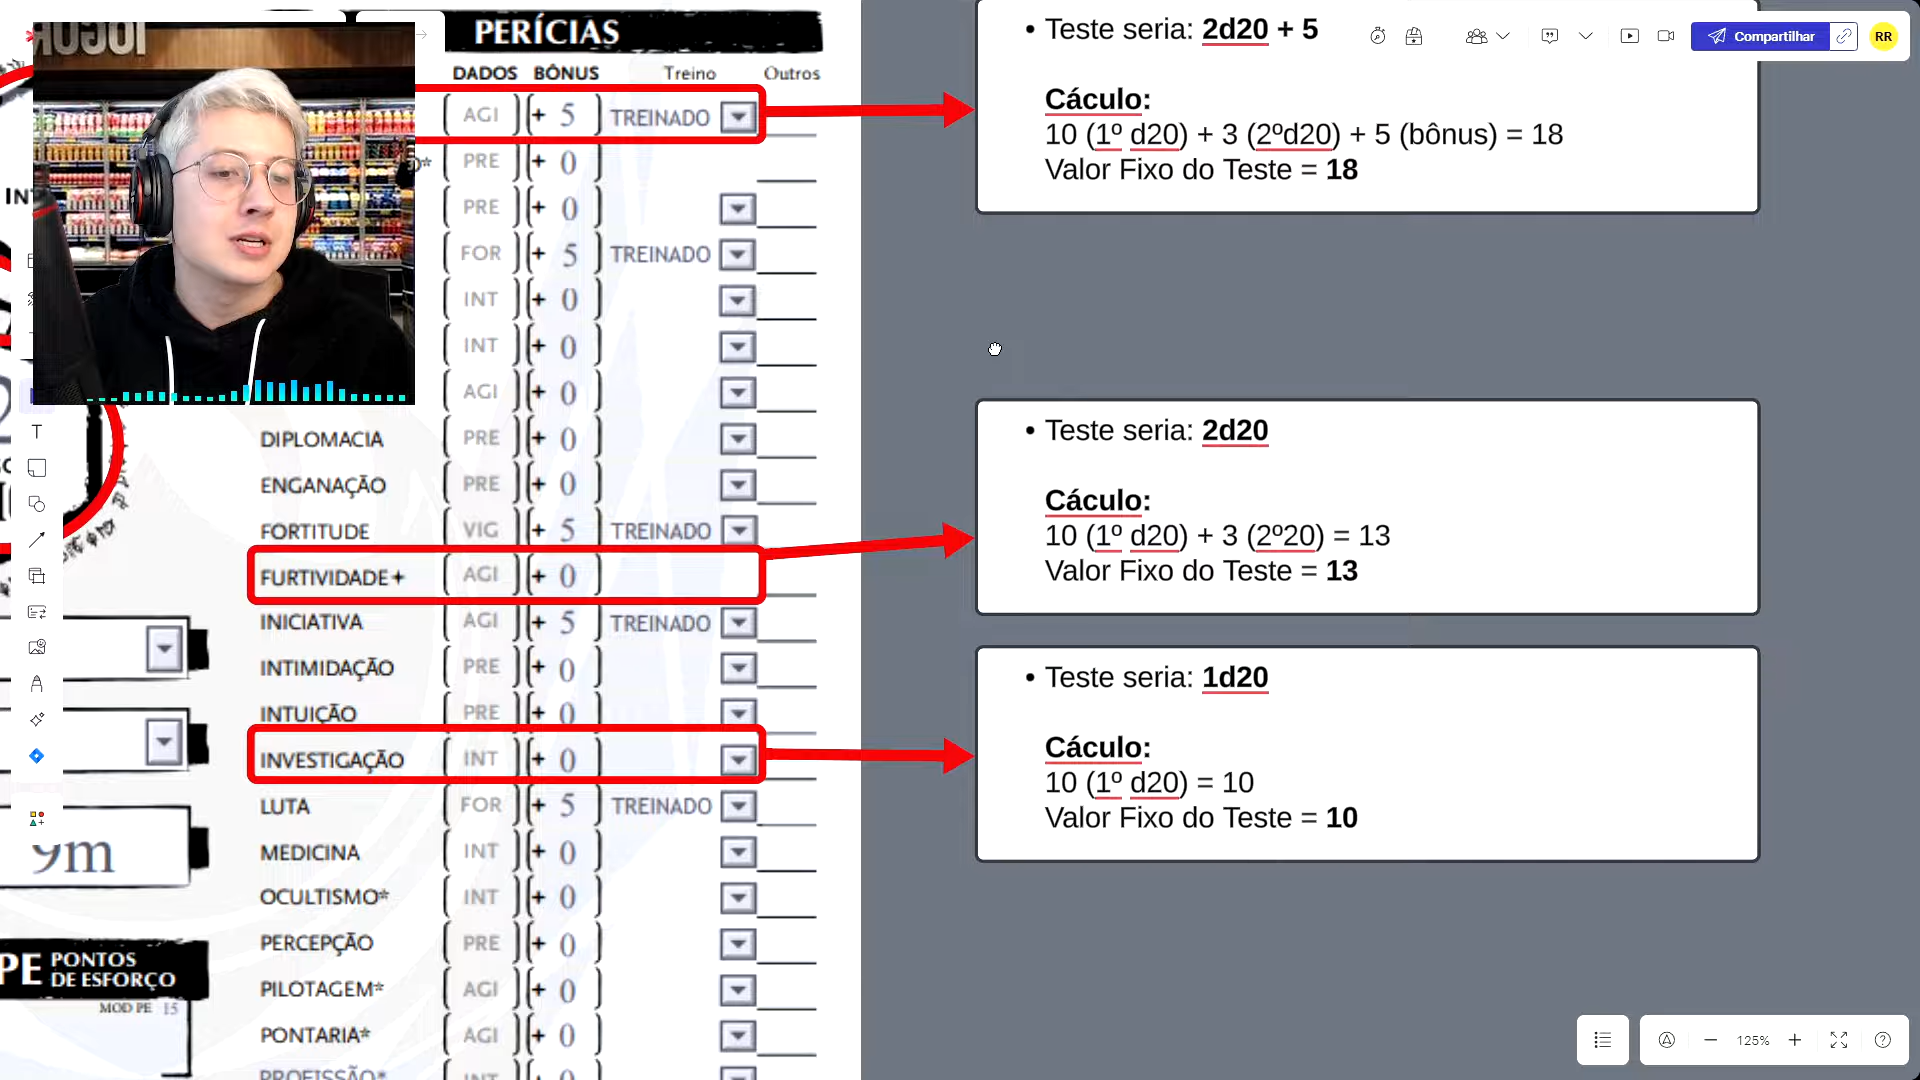 PERÍCIAS
DADOS BÔNUS Treino Outros
AGI + 5 TREINADO
PRE + 0
PRE + 0
FOR + 5 TREINADO
INT + 0
INT + 0
AGI + 0
DIPLOMACIA PRE + 0
ENGANAÇÃO PRE + 0
FORTITUDE VIG + 5 TREINADO
FURTIVIDADE+ AGI + 0
INICIATIVA AGI + 5 TREINADO
INTIMIDAÇÃO PRE + 0
INTUIÇÃO PRE + 0
INVESTIGAÇÃO INT + 0
LUTA FOR + 5 TREINADO
MEDICINA INT + 0
OCULTISMO* INT + 0
PERCEPÇÃO PRE + 0
PILOTAGEM* AGI + 0
PONTARIA* AGI + 0
PROFISSÃO* INT + 0
9m
PE PONTOS
DE ESFORÇO
MOD PE 15
• Teste seria: 2d20 + 5
Cáculo:
10 (1º d20) + 3 (2ºd20) + 5 (bônus) = 18
Valor Fixo do Teste = 18
• Teste seria: 2d20
Cáculo:
10 (1º d20) + 3 (2º20) = 13
Valor Fixo do Teste = 13
• Teste seria: 1d20
Cáculo:
10 (1º d20) = 10
Valor Fixo do Teste = 10
Compartilhar
RR
125%